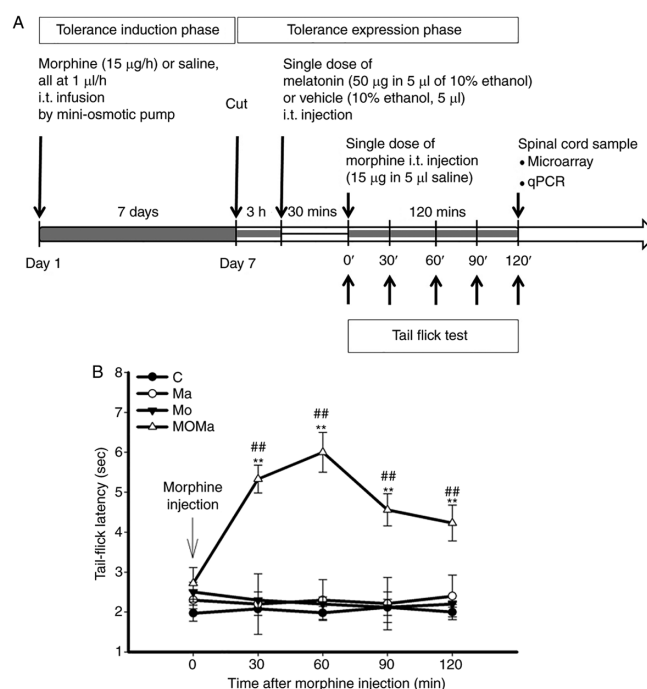 A
Tolerance induction phase
Tolerance expression phase
Morphine (15 µg/h) or saline,
all at 1 µl/h
i.t. infusion
by mini-osmotic pump
Cut
Single dose of
melatonin (50 µg in 5 µl of 10% ethanol)
or vehicle (10% ethanol, 5 µl)
i.t. injection
Single dose of
morphine i.t. injection
(15 µg in 5 µl saline)
Spinal cord sample
• Microarray
• qPCR
7 days
3 h
30 mins
120 mins
Day 1
Day 7
0′
30′
60′
90′
120′
Tail flick test
B
C
Ma
Mo
MOMa
Morphine
injection
##
**
##
**
##
**
##
**
8
7
6
5
4
3
2
1
Tail-flick latency (sec)
0
30
60
90
120
Time after morphine injection (min)